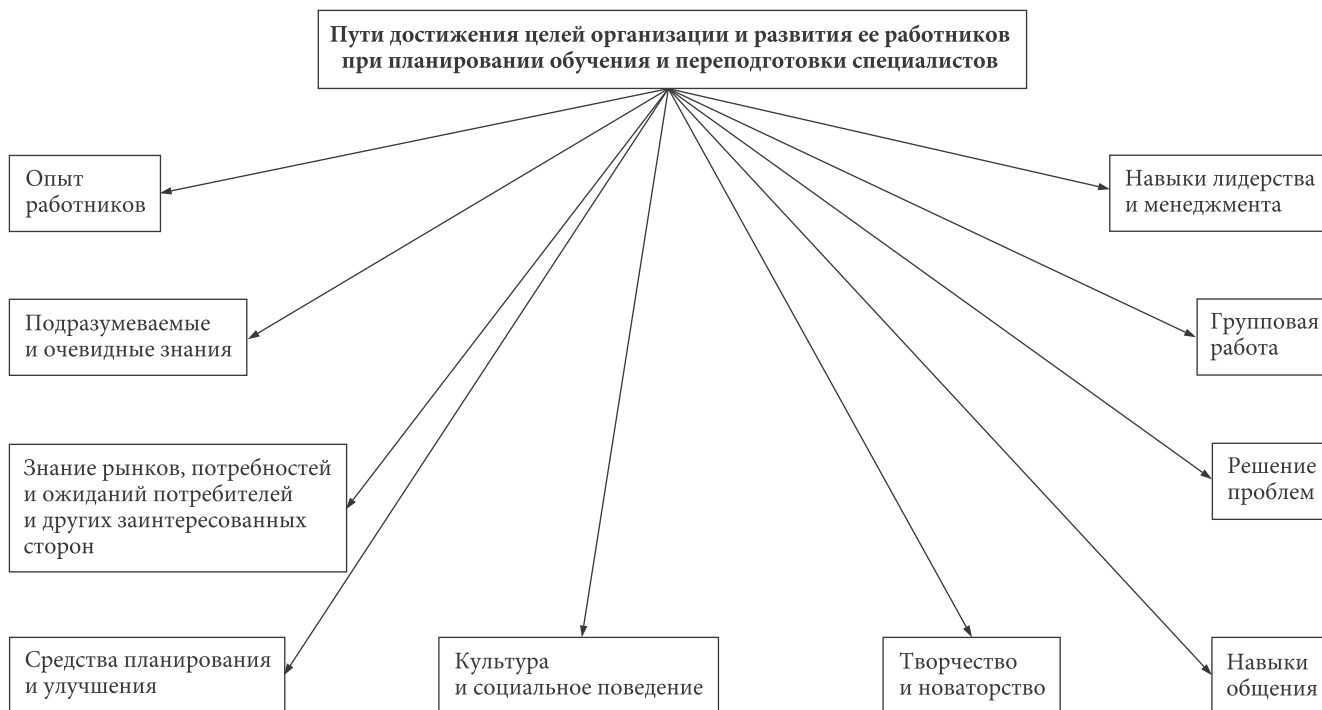 Пути достижения целей организации и развития ее работников
при планировании обучения и переподготовки специалистов
Опыт
работников
Навыки лидерства
и менеджмента
Подразумеваемые
и очевидные знания
Групповая
работа
Знание рынков, потребностей
и ожиданий потребителей
и других заинтересованных
сторон
Решение
проблем
Средства планирования
и улучшения
Культура
и социальное поведение
Творчество
и новаторство
Навыки
общения